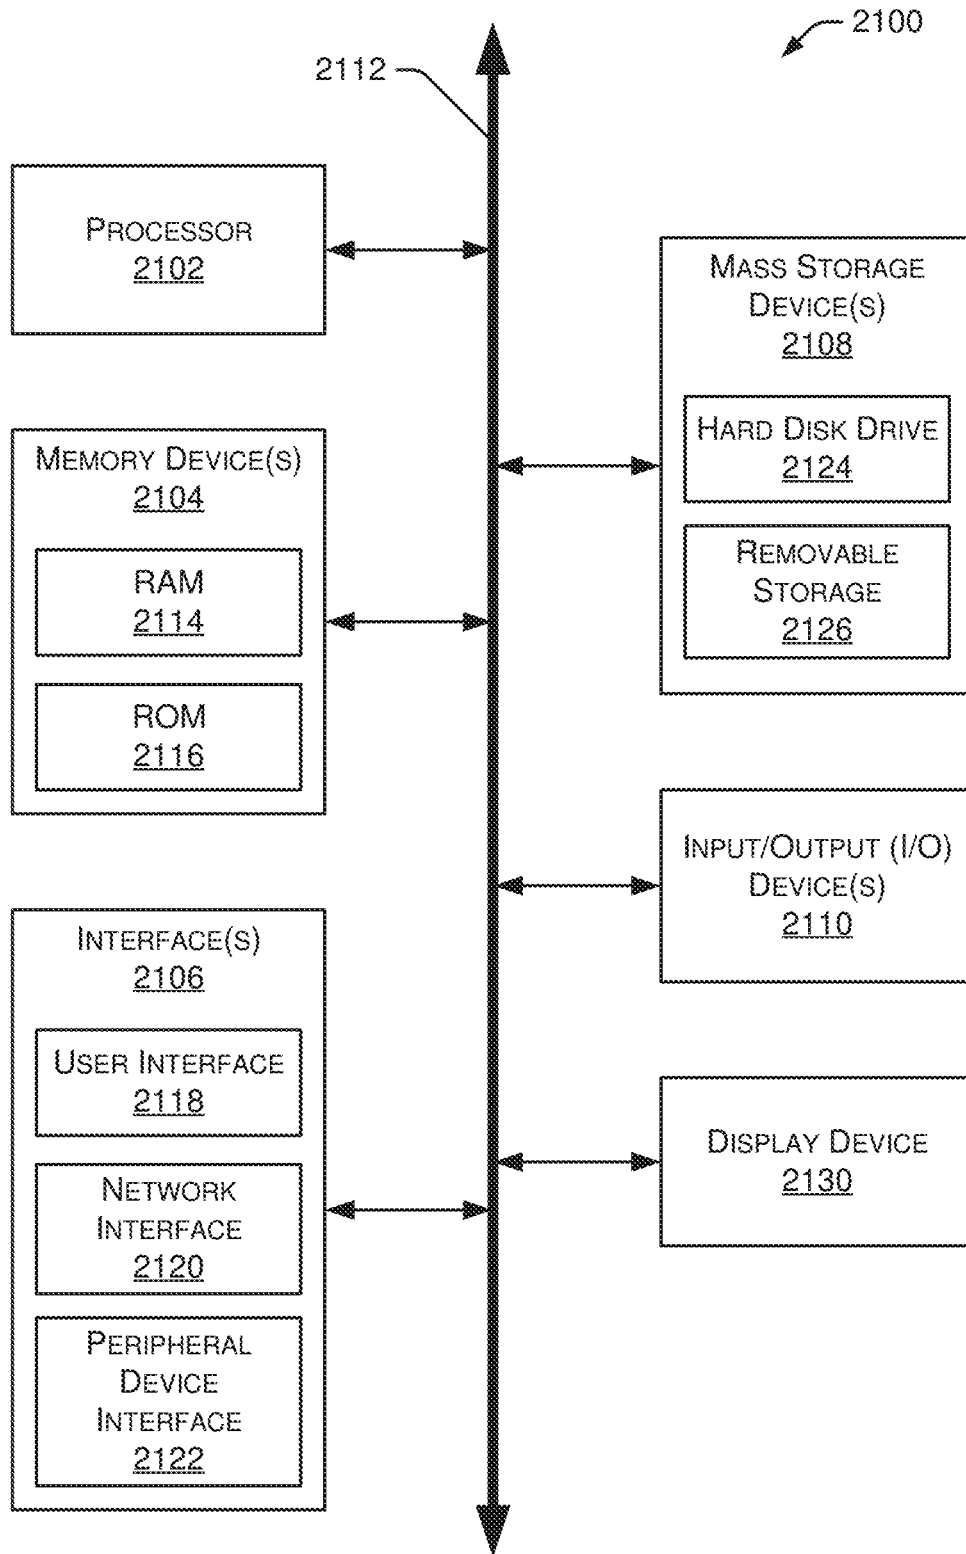 2100
2112
PROCESSOR
2102
MEMORY DEVICE(S)
2104
RAM
2114
ROM
2116
INTERFACE(S)
2106
USER INTERFACE
2118
NETWORK
INTERFACE
2120
PERIPHERAL
DEVICE
INTERFACE
2122
MASS STORAGE
DEVICE(S)
2108
HARD DISK DRIVE
2124
REMOVABLE
STORAGE
2126
INPUT/OUTPUT (I/O)
DEVICE(S)
2110
DISPLAY DEVICE
2130